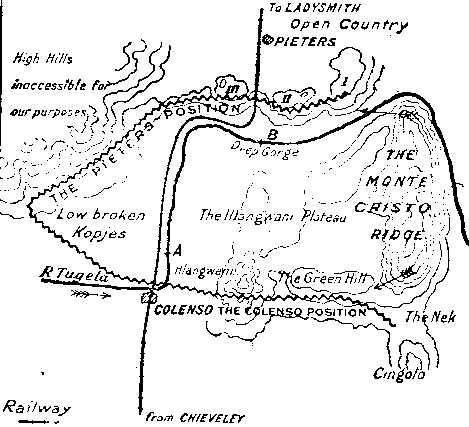 To LADYSMITH
Open Country
PIETERS
High Hills
inaccessible for
our purposes
III
II
I
THE PIETERS' POSITION
B
Deep Gorge
THE
MONTE
CRISTO
RIDGE
Low broken
Kopjes
The Hlangwani Plateau
A
R Tugela
Hlangwani
The Green Hill
COLENSO THE COLENSO POSITION
The Nek
Cingolo
Railway
from CHIEVELEY